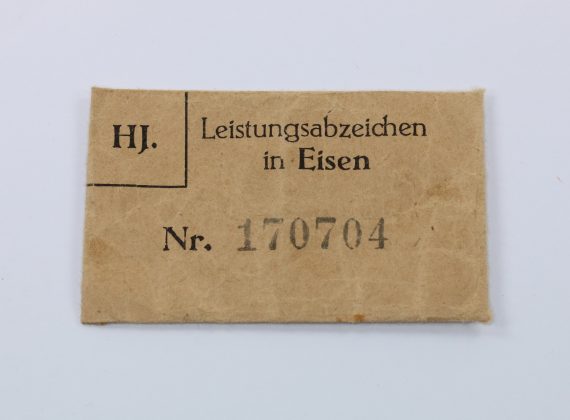 HJ.
Leistungsabzeichen
in Eisen
Nr. 170704